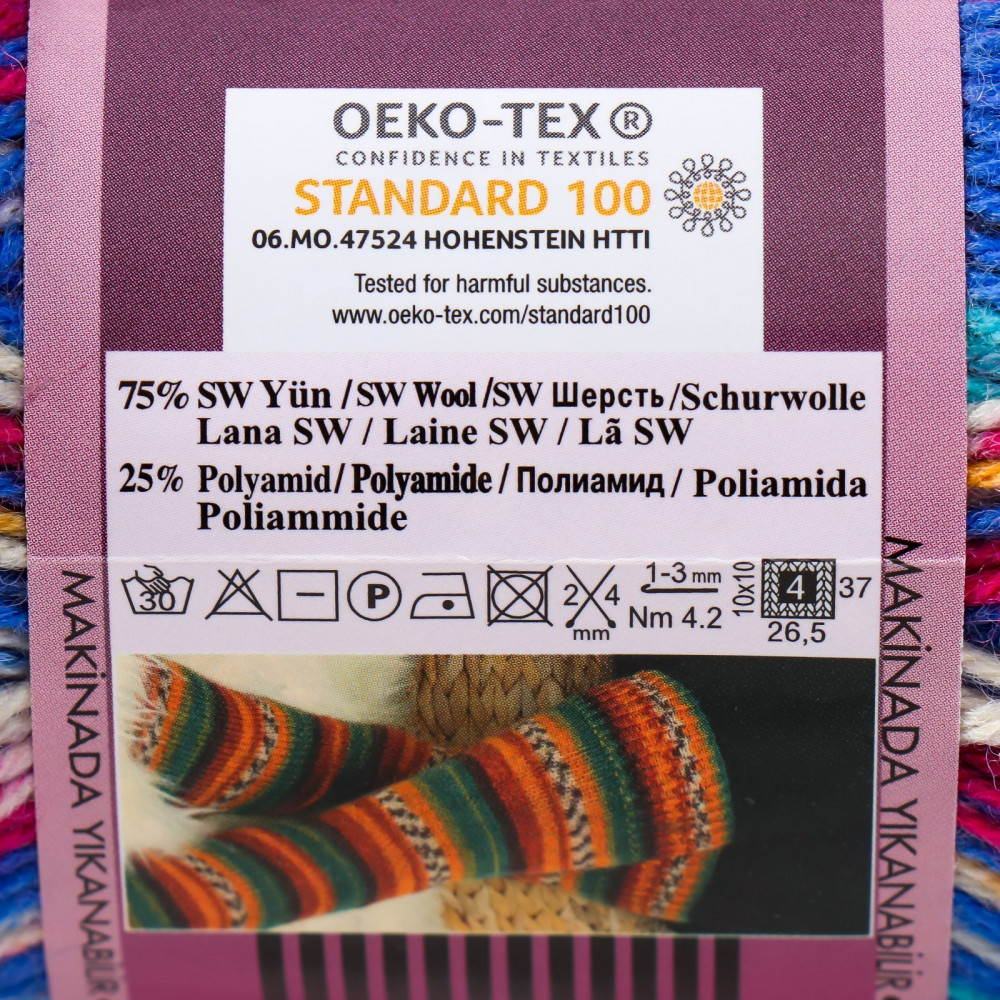 OEKO-TEX®
CONFIDENCE IN TEXTILES
STANDARD 100
06.MO.47524 HOHENSTEIN HTTI
Tested for harmful substances.
www.oeko-tex.com/standard100
75% SW Yün / SW Wool / SW Шерсть / Schurwolle
Lana SW / Laine SW / Lã SW
25% Polyamid / Polyamide / Полиамид / Poliamida
Poliammide
30
P
2 4
mm
1-3 mm
Nm 4.2
10x10
4
37
26,5
MAKİNADA YIKANABİLİR
MAKİNADA YIKANABİLİR